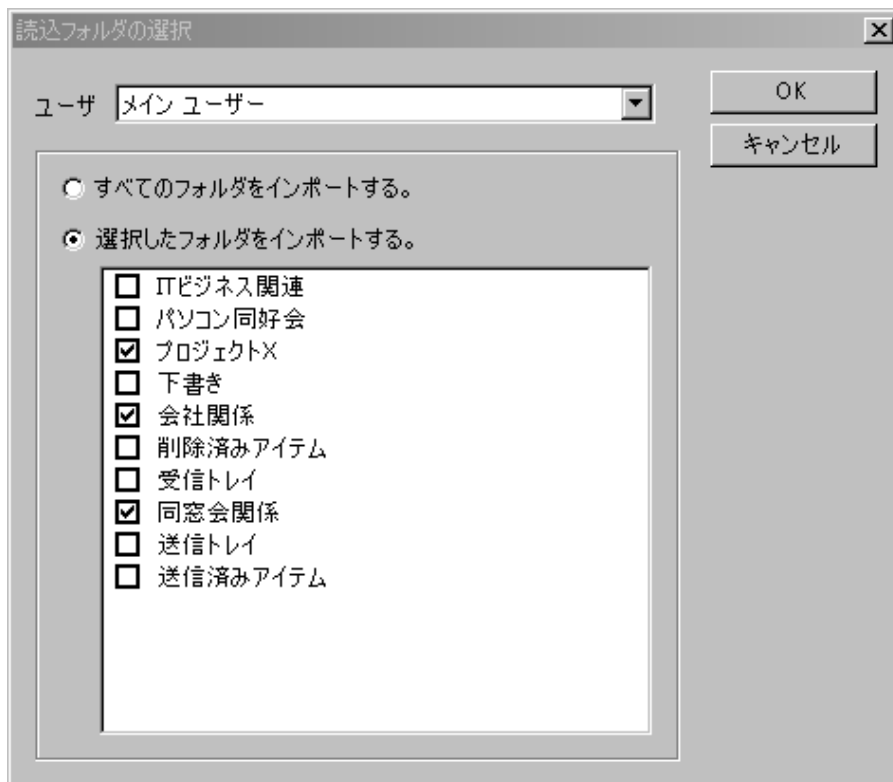 読込フォルダの選択
ユーザ メイン ユーザー
OK
キャンセル
すべてのフォルダをインポートする。
選択したフォルダをインポートする。
ITビジネス関連
パソコン同好会
プロジェクトX
下書き
会社関係
削除済みアイテム
受信トレイ
同窓会関係
送信トレイ
送信済みアイテム